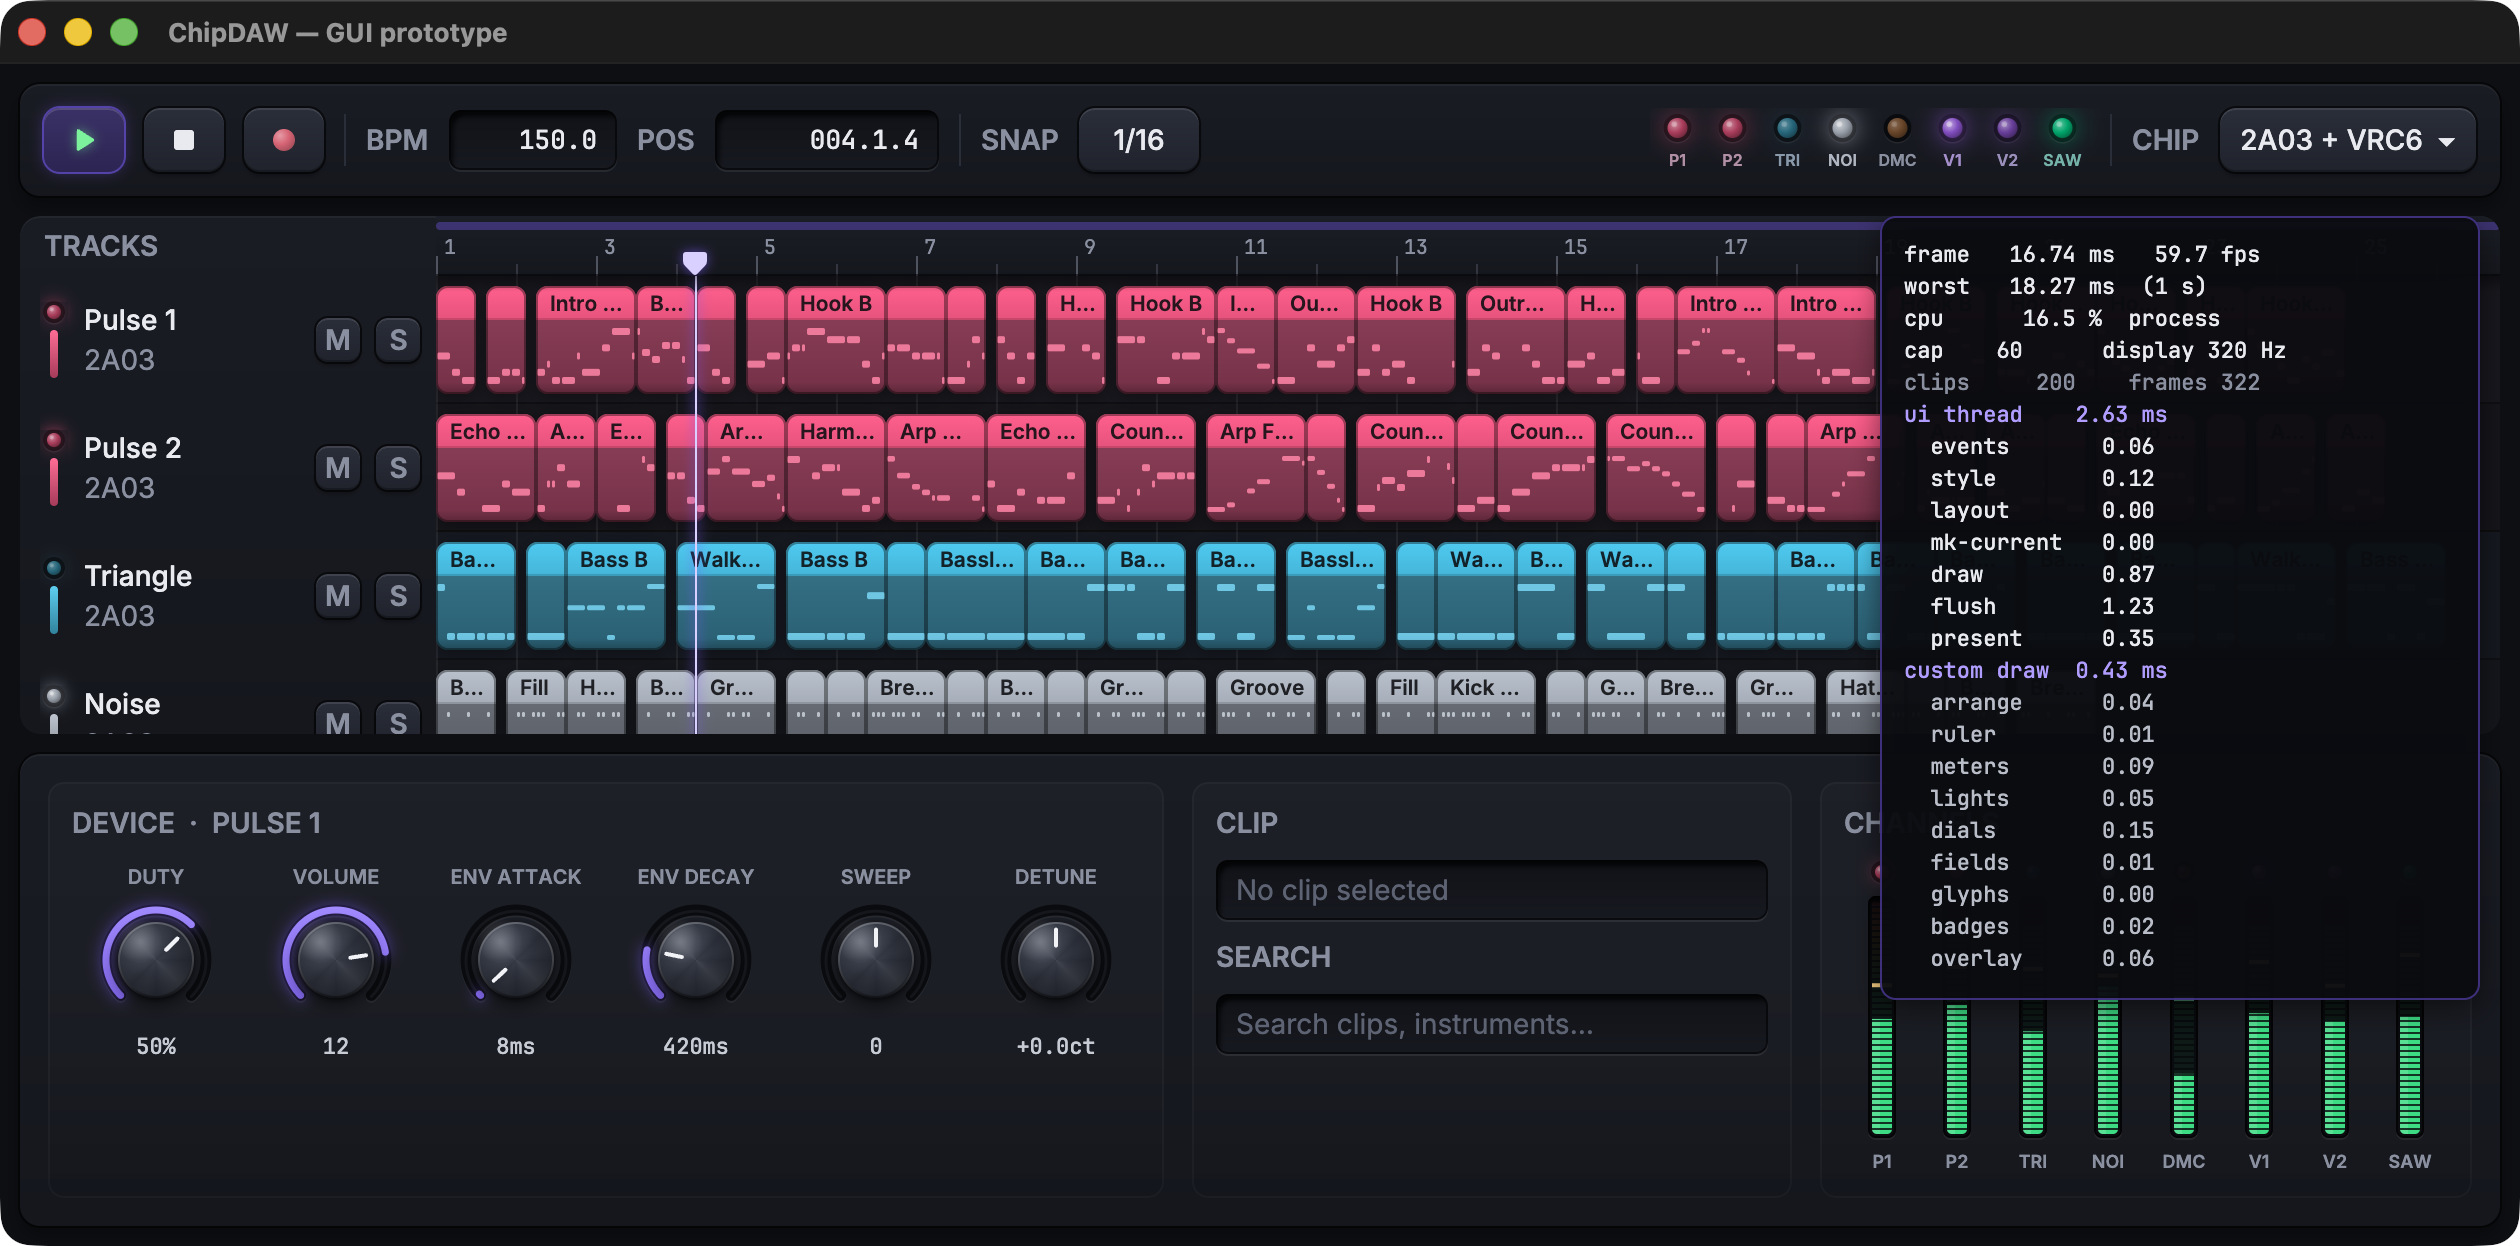 ChipDAW — GUI prototype
BPM 150.0 POS 004.1.4 SNAP 1/16
P1 P2 TRI NOI DMC V1 V2 SAW
CHIP 2A03 + VRC6
TRACKS
1 3 5 7 9 11 13 15 17
Pulse 1
2A03
M S
Intro ... B... Hook B H... Hook B I... Ou... Hook B Outr... H... Intro ... Intro ...
Pulse 2
2A03
M S
Echo ... A... E... Ar... Harm... Arp ... Echo ... Coun... Arp F... Coun... Coun... Coun... Arp ...
Triangle
2A03
M S
Ba... Bass B Walk... Bass B Bassl... Ba... Ba... Ba... Bassl... Wa... B... Wa... Ba...
Noise
M S
B... Fill H... B... Gr... Bre... B... Gr... Groove Fill Kick ... G... Bre... Gr... Hat...
frame 16.74 ms 59.7 fps
worst 18.27 ms (1 s)
cpu 16.5 % process
cap 60 display 320 Hz
clips 200 frames 322
ui thread 2.63 ms
events 0.06
style 0.12
layout 0.00
mk-current 0.00
draw 0.87
flush 1.23
present 0.35
custom draw 0.43 ms
arrange 0.04
ruler 0.01
meters 0.09
lights 0.05
dials 0.15
fields 0.01
glyphs 0.00
badges 0.02
overlay 0.06
DEVICE · PULSE 1
DUTY VOLUME ENV ATTACK ENV DECAY SWEEP DETUNE
50% 12 8ms 420ms 0 +0.0ct
CLIP
No clip selected
SEARCH
Search clips, instruments...
P1 P2 TRI NOI DMC V1 V2 SAW